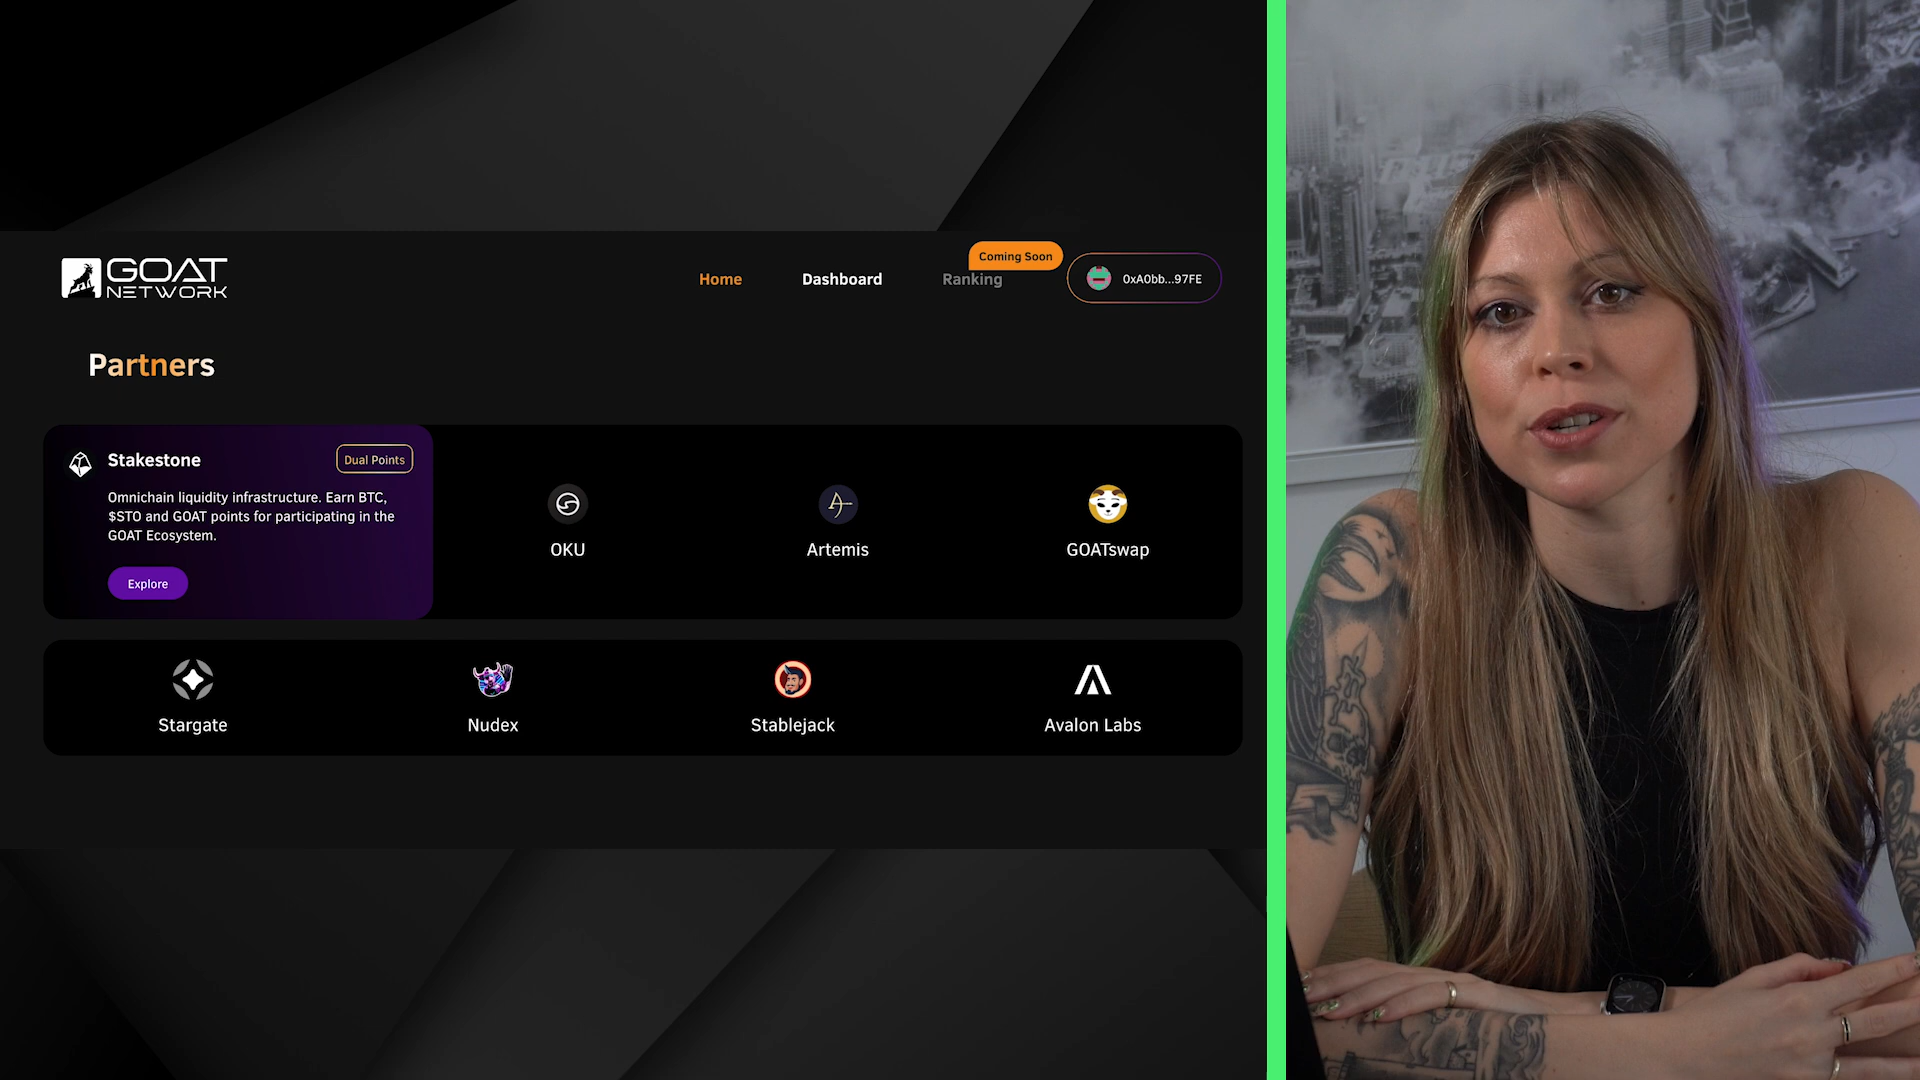 GOAT
NETWORK
Home
Dashboard
Ranking
Coming Soon
0xA0bb...97FE
Partners
Stakestone
Dual Points
Omnichain liquidity infrastructure. Earn BTC,
$STO and GOAT points for participating in the
GOAT Ecosystem.
Explore
OKU
Artemis
GOATswap
Stargate
Nudex
Stablejack
Avalon Labs